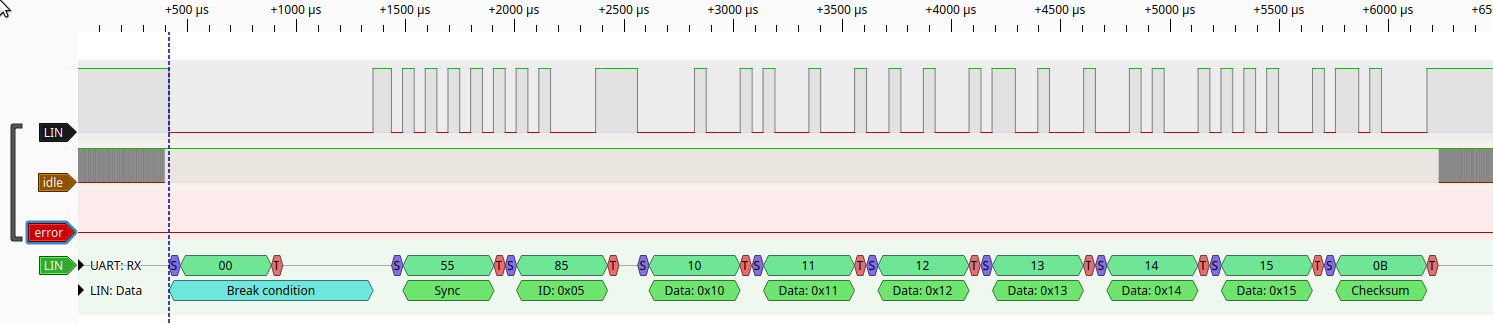 +500 µs +1000 µs +1500 µs +2000 µs +2500 µs +3000 µs +3500 µs +4000 µs +4500 µs +5000 µs +5500 µs +6000 µs +65
LIN
idle
error
LIN UART: RX S 00 T S 55 T S 85 T S 10 T S 11 T S 12 T S 13 T S 14 T S 15 T S 0B T
LIN: Data Break condition Sync ID: 0x05 Data: 0x10 Data: 0x11 Data: 0x12 Data: 0x13 Data: 0x14 Data: 0x15 Checksum